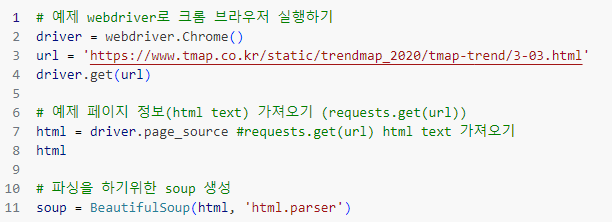 1 # 예제 webdriver로 크롬 브라우저 실행하기
2 driver = webdriver.Chrome()
3 url = 'https://www.tmap.co.kr/static/trendmap_2020/tmap-trend/3-03.html'
4 driver.get(url)
5
6 # 예제 페이지 정보(html text) 가져오기 (requests.get(url))
7 html = driver.page_source #requests.get(url) html text 가져오기
8 html
9
10 # 파싱을 하기위한 soup 생성
11 soup = BeautifulSoup(html, 'html.parser')